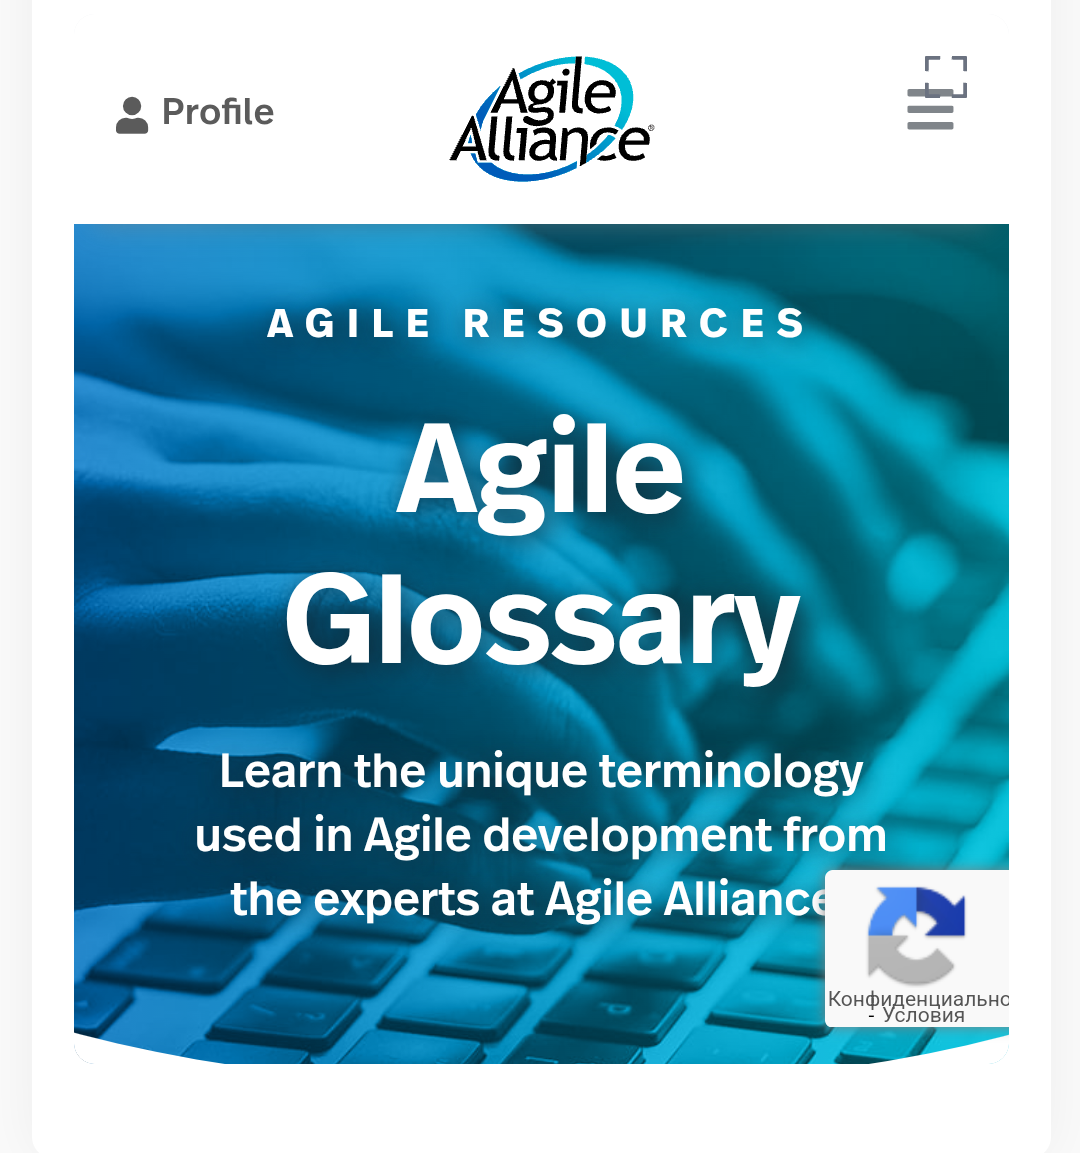 Profile
Agile
Alliance®
AGILE RESOURCES
Agile
Glossary
Learn the unique terminology
used in Agile development from
the experts at Agile Alliance
Конфиденциально
- Условия